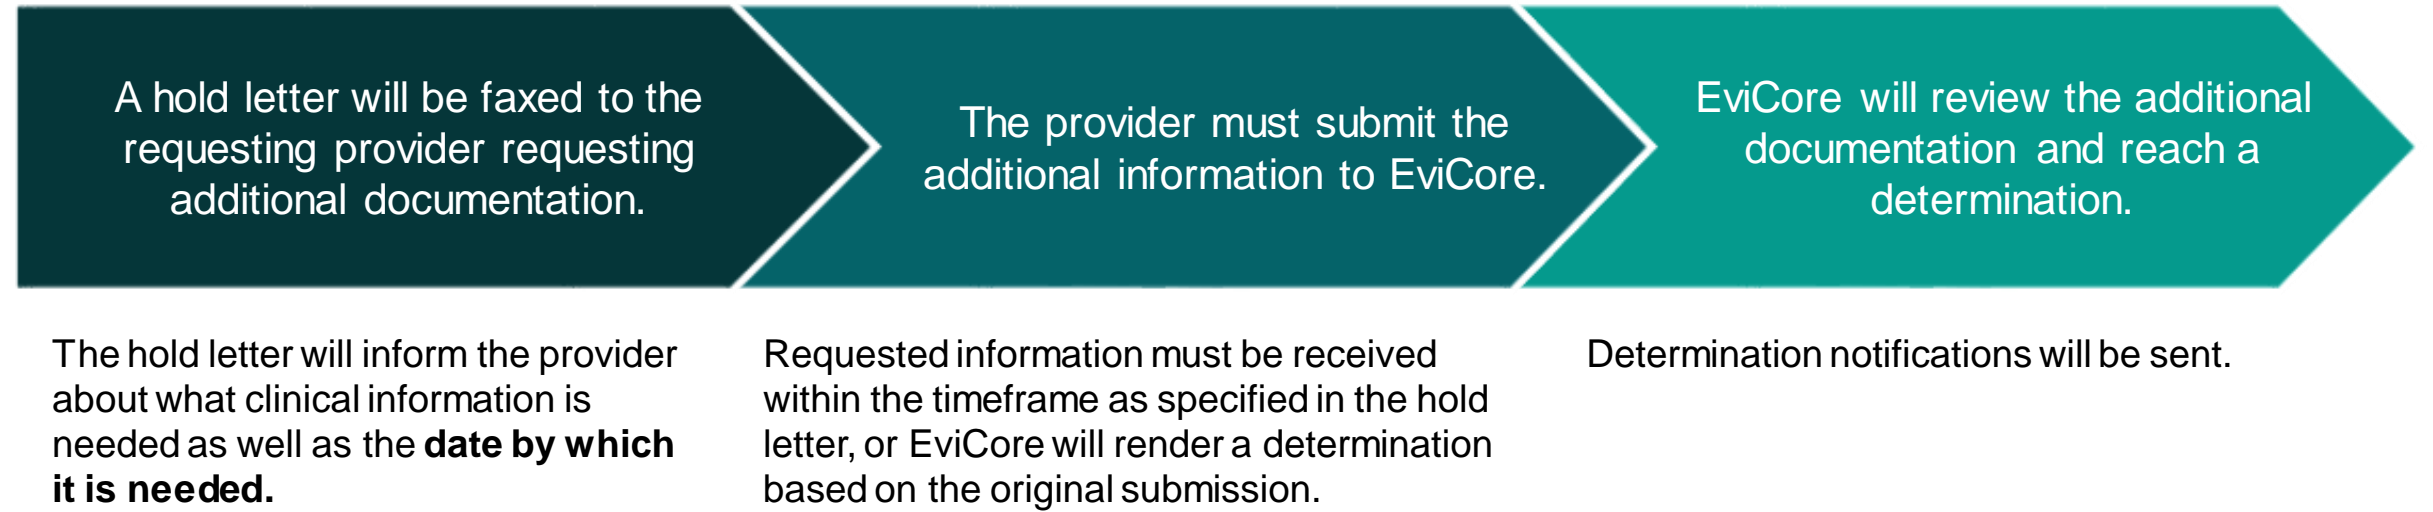 A hold letter will be faxed to the
requesting provider requesting
additional documentation.
The provider must submit the
additional information to EviCore.
EviCore will review the additional
documentation and reach a
determination.
The hold letter will inform the provider
about what clinical information is
needed as well as the date by which
it is needed.
Requested information must be received
within the timeframe as specified in the hold
letter, or EviCore will render a determination
based on the original submission.
Determination notifications will be sent.